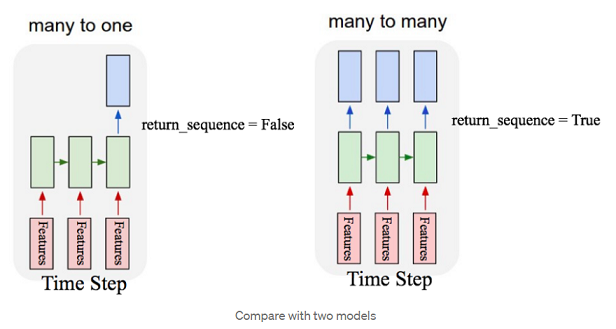 many to one
return_sequence = False
Features
Features
Features
Time Step
many to many
return_sequence = True
Features
Features
Features
Time Step
Compare with two models